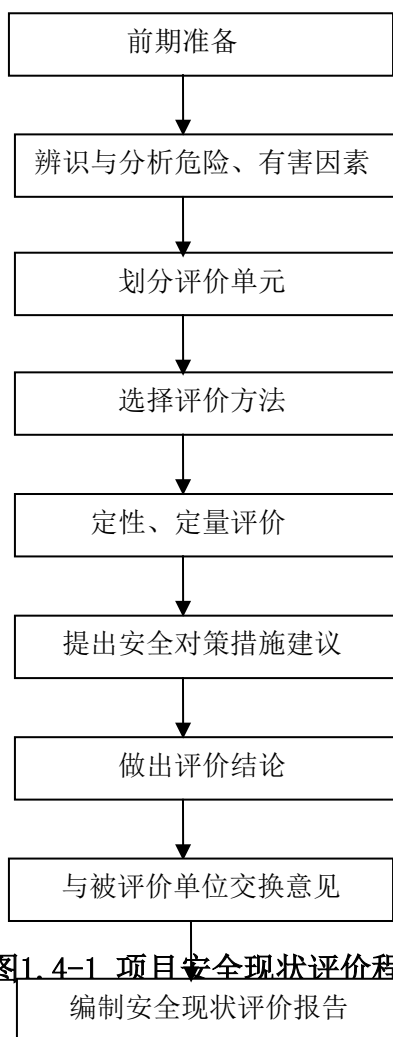 前期准备
辨识与分析危险、有害因素
划分评价单元
选择评价方法
定性、定量评价
提出安全对策措施建议
做出评价结论
与被评价单位交换意见
图1.4-1 项目安全现状评价程
编制安全现状评价报告